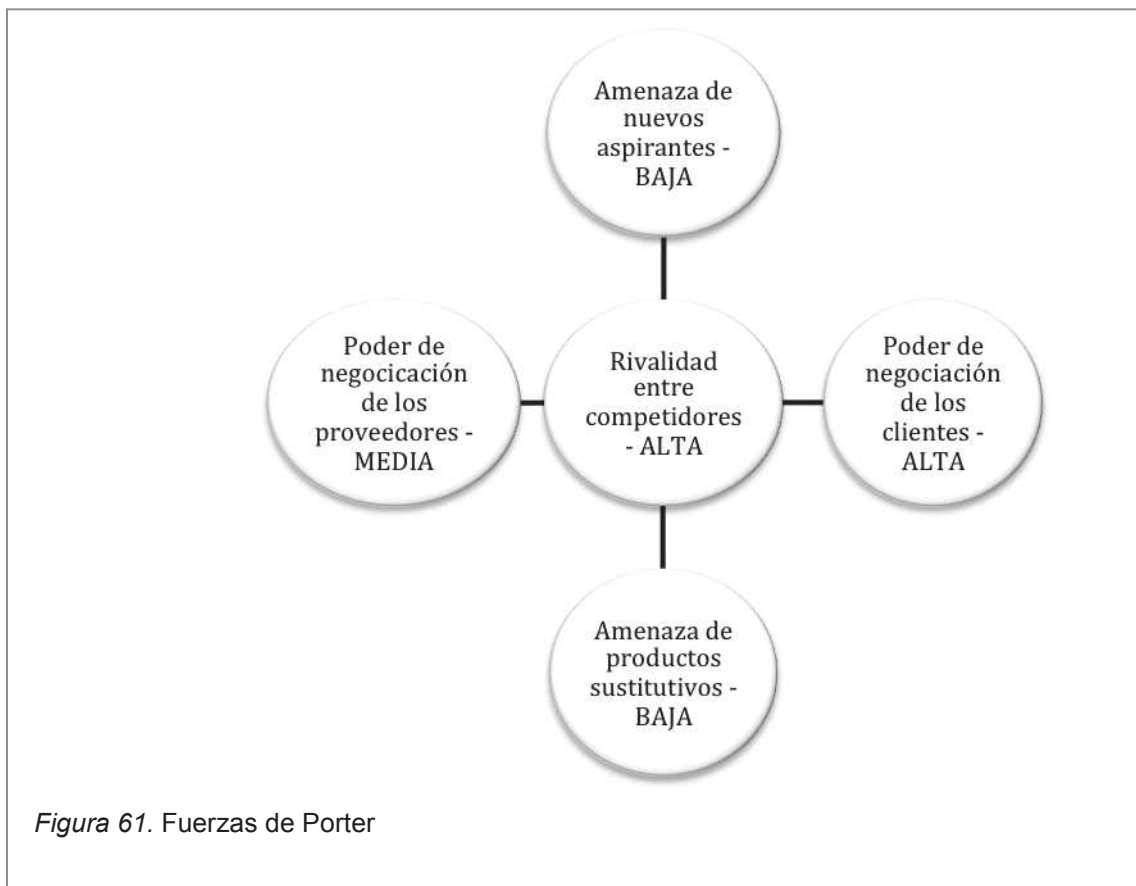 Amenaza de
nuevos
aspirantes -
BAJA
Poder de
negocicación
de los
proveedores -
MEDIA
Rivalidad
entre
competidores
- ALTA
Poder de
negociación
de los
clientes -
ALTA
Amenaza de
productos
sustitutivos -
BAJA
Figura 61. Fuerzas de Porter